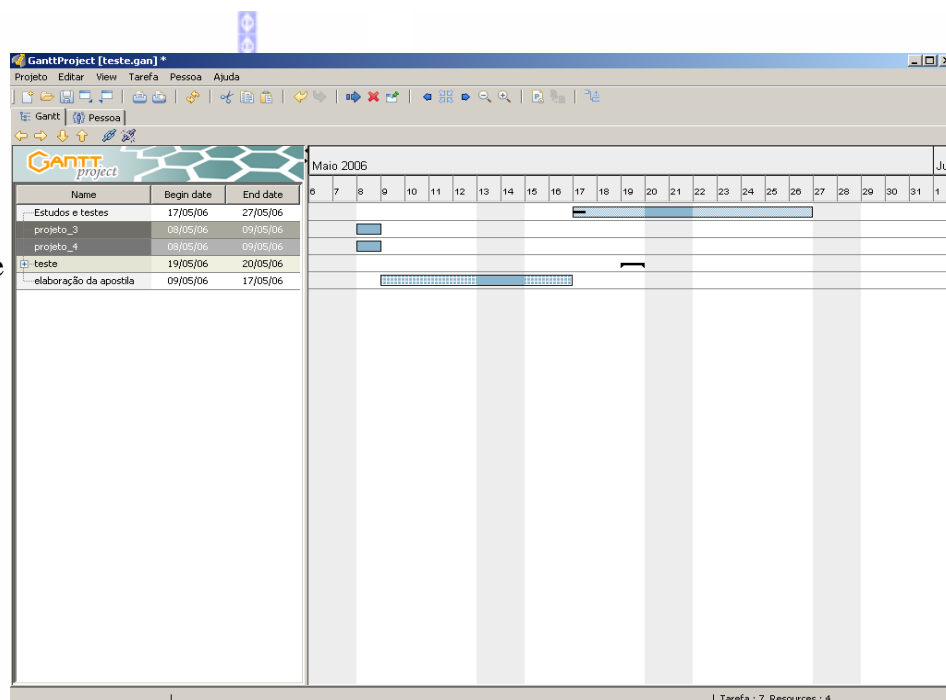 GanttProject [teste.gan] *
Projeto Editar View Tarefa Pessoa Ajuda
Gantt Pessoa
GANTT project
Maio 2006
Name Begin date End date
6 7 8 9 10 11 12 13 14 15 16 17 18 19 20 21 22 23 24 25 26 27 28 29 30 31 1
Estudos e testes 17/05/06 27/05/06
projeto_3 08/05/06 09/05/06
projeto_4 08/05/06 09/05/06
teste 19/05/06 20/05/06
elaboração da apostila 09/05/06 17/05/06
Tarefa : 7 Resources : 4